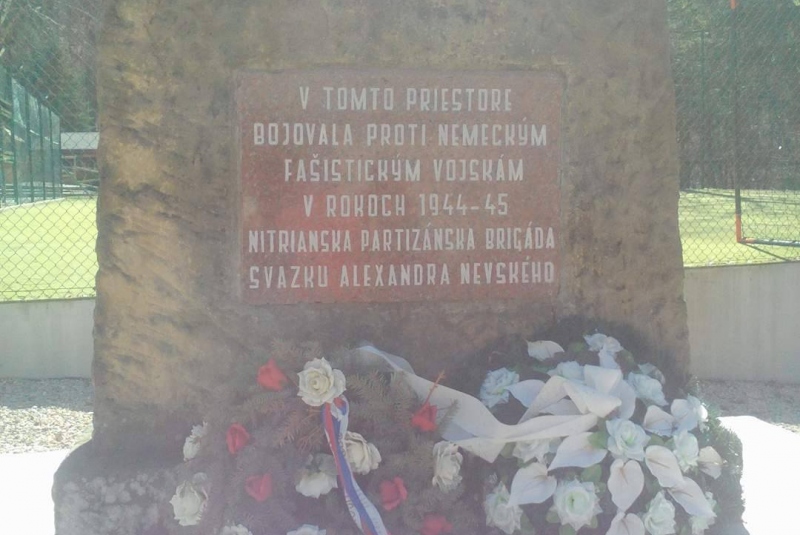 V TOMTO PRIESTORE
BOJOVALA PROTI NEMECKÝM
FAŠISTICKÝM VOJSKÁM
V ROKOCH 1944-45
NITRIANSKA PARTIZÁNSKA BRIGÁDA
SVAZKU ALEXANDRA NEVSKÉHO